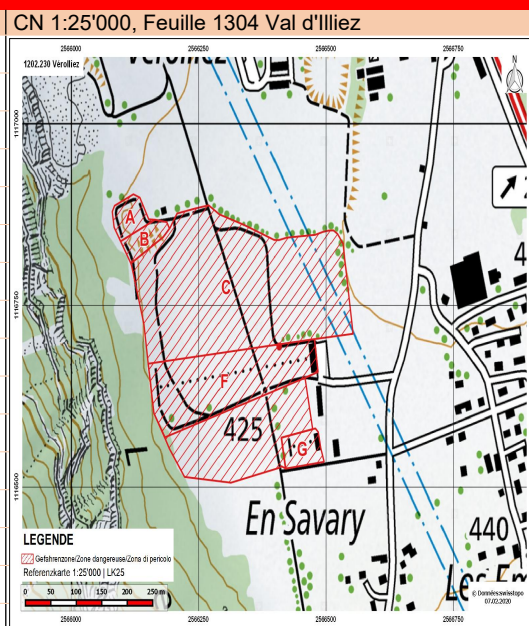 CN 1:25'000, Feuille 1304 Val d'Illiez
2566000 2566250 2566500 2566750
1202.230 Vérolliez
N
1117000
A
B
C
1116750
F
425
G
1116500
En Savary
440
LEGENDE
Gefahrenzone/Zone dangereuse/Zona di pericolo
Referenzkarte 1:25'000 | LK25
0 50 100 150 200 250 m
© Données:swisstopo
07.02.2020
2566000 2566250 2566500 2566750